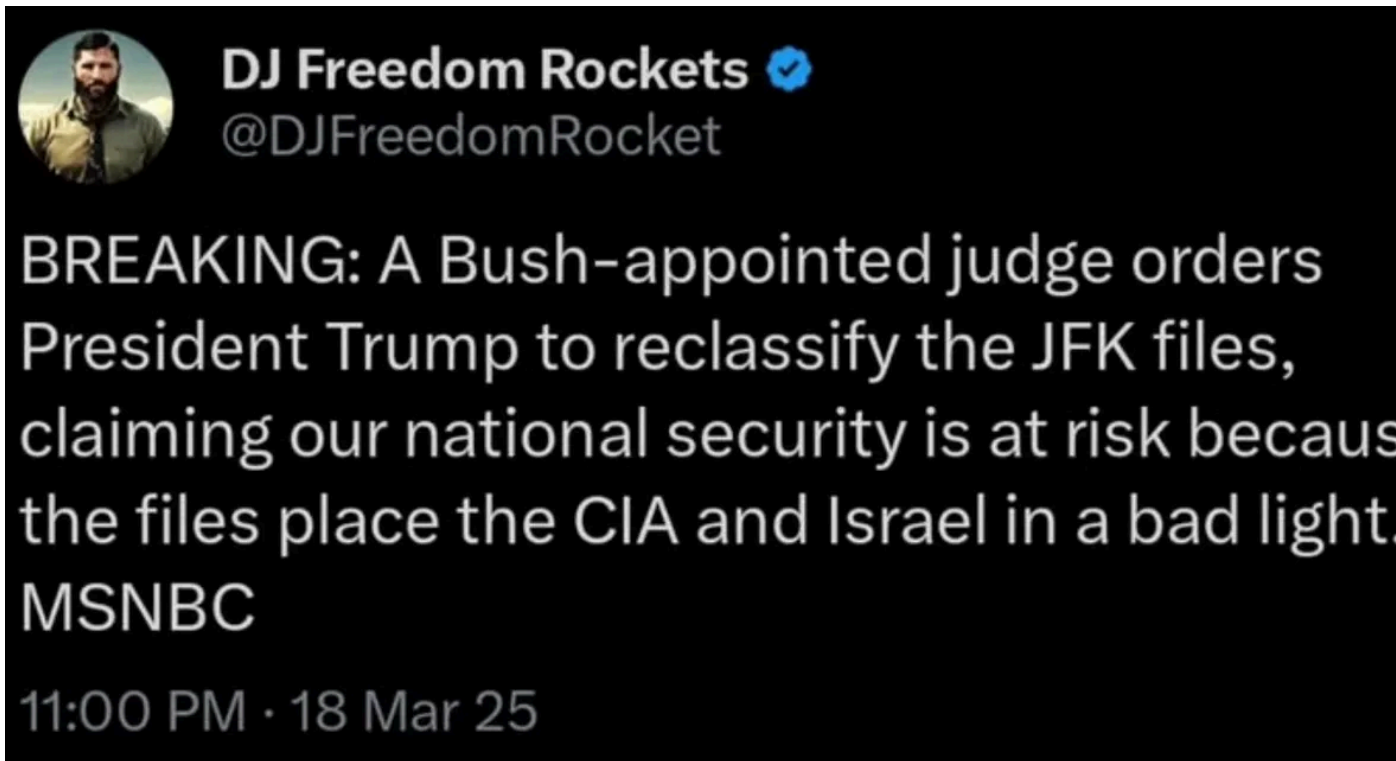 DJ Freedom Rockets
@DJFreedomRocket
BREAKING: A Bush-appointed judge orders
President Trump to reclassify the JFK files,
claiming our national security is at risk becaus
the files place the CIA and Israel in a bad light.
MSNBC
11:00 PM · 18 Mar 25